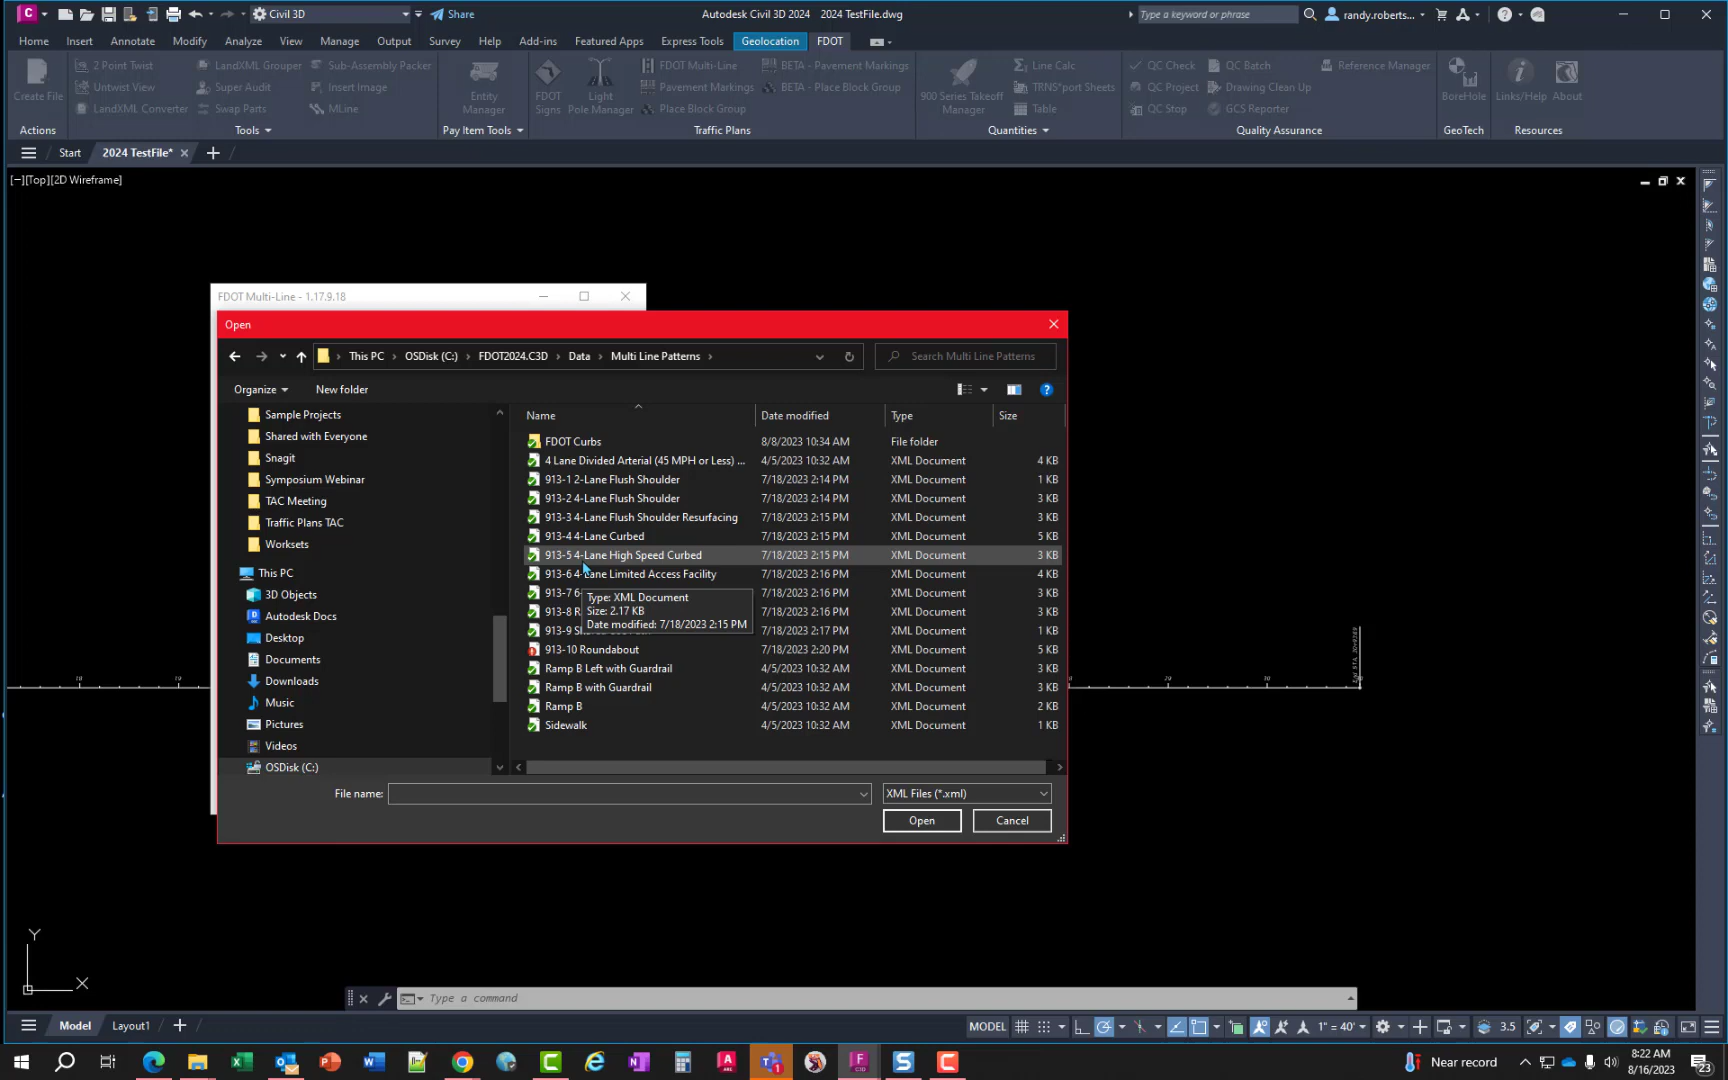 Civil 3D
Share
Autodesk Civil 3D 2024 2024 TestFile.dwg
Type a keyword or phrase
randy.roberts...
Home Insert Annotate Modify Analyze View Manage Output Survey Help Add-ins Featured Apps Express Tools Geolocation FDOT
Create File
Actions
2 Point Twist
Untwist View
LandXML Converter
LandXML Grouper
Super Audit
Swap Parts
Sub-Assembly Packer
Insert Image
MLine
Tools
Entity
Manager
Pay Item Tools
FDOT
Signs
Light
Pole Manager
FDOT Multi-Line
Pavement Markings
Place Block Group
BETA - Pavement Markings
BETA - Place Block Group
Traffic Plans
900 Series Takeoff
Manager
Line Calc
TRNS*port Sheets
Table
Quantities
QC Check
QC Project
QC Stop
QC Batch
Drawing Clean Up
GCS Reporter
Reference Manager
Quality Assurance
BoreHole
GeoTech
Links/Help
About
Resources
Start
2024 TestFile*
[−][Top][2D Wireframe]
FDOT Multi-Line - 1.17.9.18
Open
This PC > OSDisk (C:) > FDOT2024.C3D > Data > Multi Line Patterns >
Search Multi Line Patterns
Organize
New folder
Sample Projects
Shared with Everyone
Snagit
Symposium Webinar
TAC Meeting
Traffic Plans TAC
Worksets
This PC
3D Objects
Autodesk Docs
Desktop
Documents
Downloads
Music
Pictures
Videos
OSDisk (C:)
Name Date modified Type Size
FDOT Curbs 8/8/2023 10:34 AM File folder
4 Lane Divided Arterial (45 MPH or Less) ... 4/5/2023 10:32 AM XML Document 4 KB
913-1 2-Lane Flush Shoulder 7/18/2023 2:14 PM XML Document 1 KB
913-2 4-Lane Flush Shoulder 7/18/2023 2:14 PM XML Document 3 KB
913-3 4-Lane Flush Shoulder Resurfacing 7/18/2023 2:15 PM XML Document 3 KB
913-4 4-Lane Curbed 7/18/2023 2:15 PM XML Document 5 KB
913-5 4-Lane High Speed Curbed 7/18/2023 2:15 PM XML Document 3 KB
913-6 4-Lane Limited Access Facility 7/18/2023 2:16 PM XML Document 4 KB
913-7 6- 7/18/2023 2:16 PM XML Document 3 KB
913-8 R 7/18/2023 2:16 PM XML Document 3 KB
913-9 7/18/2023 2:17 PM XML Document 1 KB
913-10 Roundabout 7/18/2023 2:20 PM XML Document 5 KB
Ramp B Left with Guardrail 4/5/2023 10:32 AM XML Document 3 KB
Ramp B with Guardrail 4/5/2023 10:32 AM XML Document 3 KB
Ramp B 4/5/2023 10:32 AM XML Document 2 KB
Sidewalk 4/5/2023 10:32 AM XML Document 1 KB
Type: XML Document
Size: 2.17 KB
Date modified: 7/18/2023 2:15 PM
File name:
XML Files (*.xml)
Open
Cancel
Y
X
Type a command
Model
Layout1
MODEL
1" = 40'
3.5
Near record
8:22 AM
8/16/2023
23